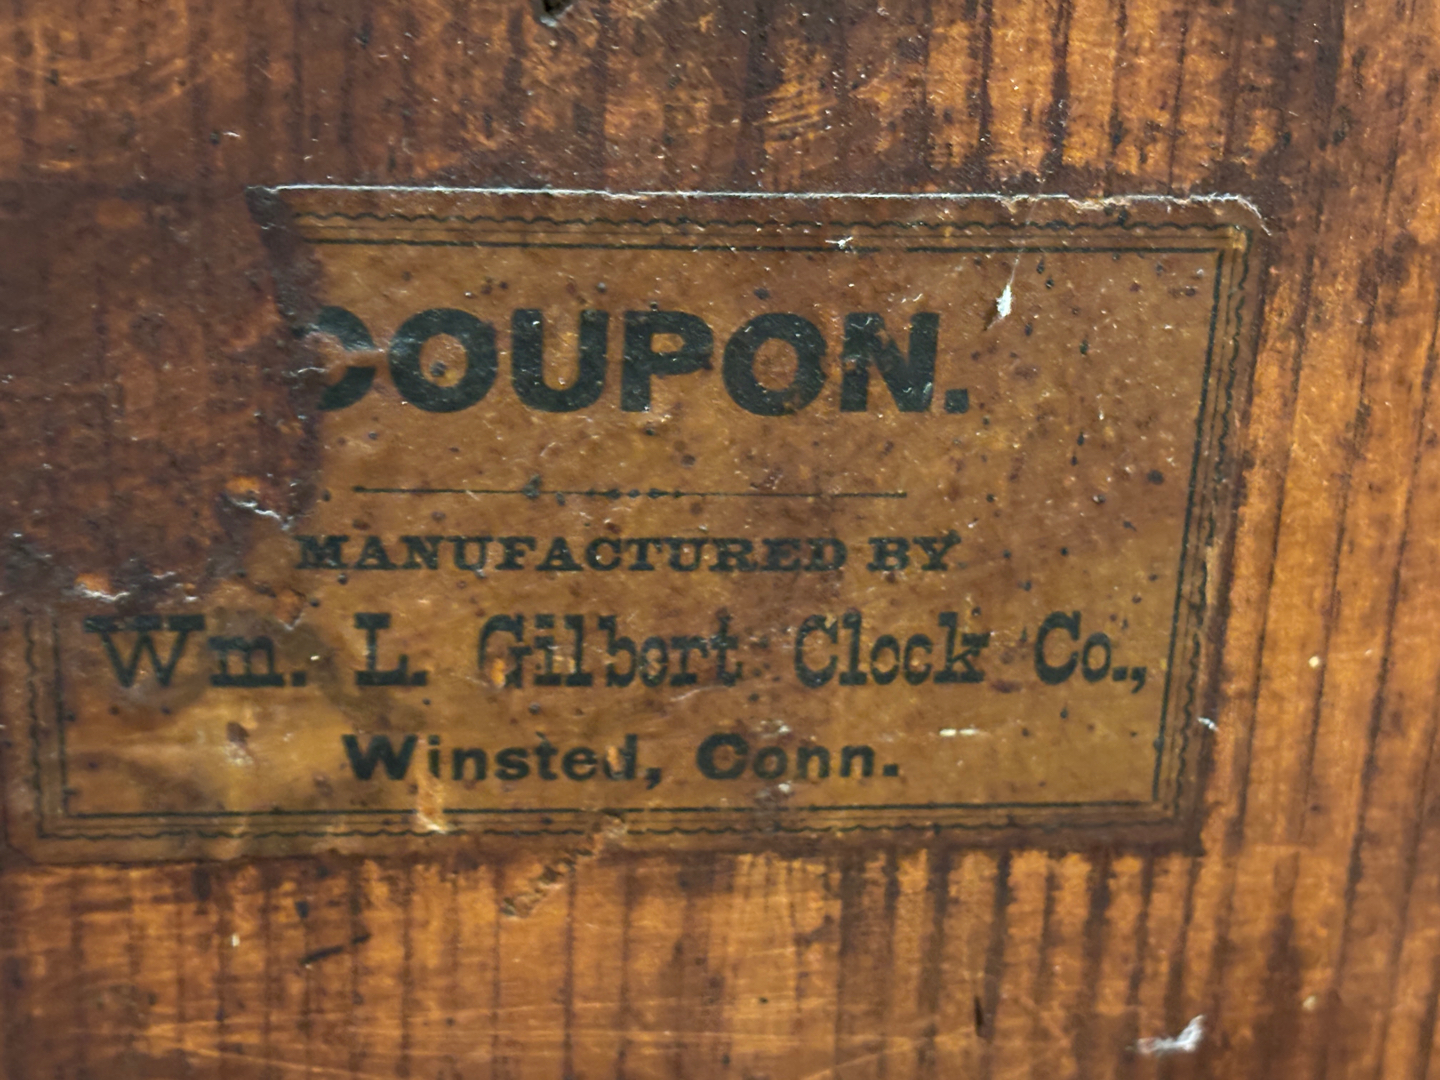 COUPON.
MANUFACTURED BY
Wm. L. Gilbert Clock Co.,
Winsted, Conn.